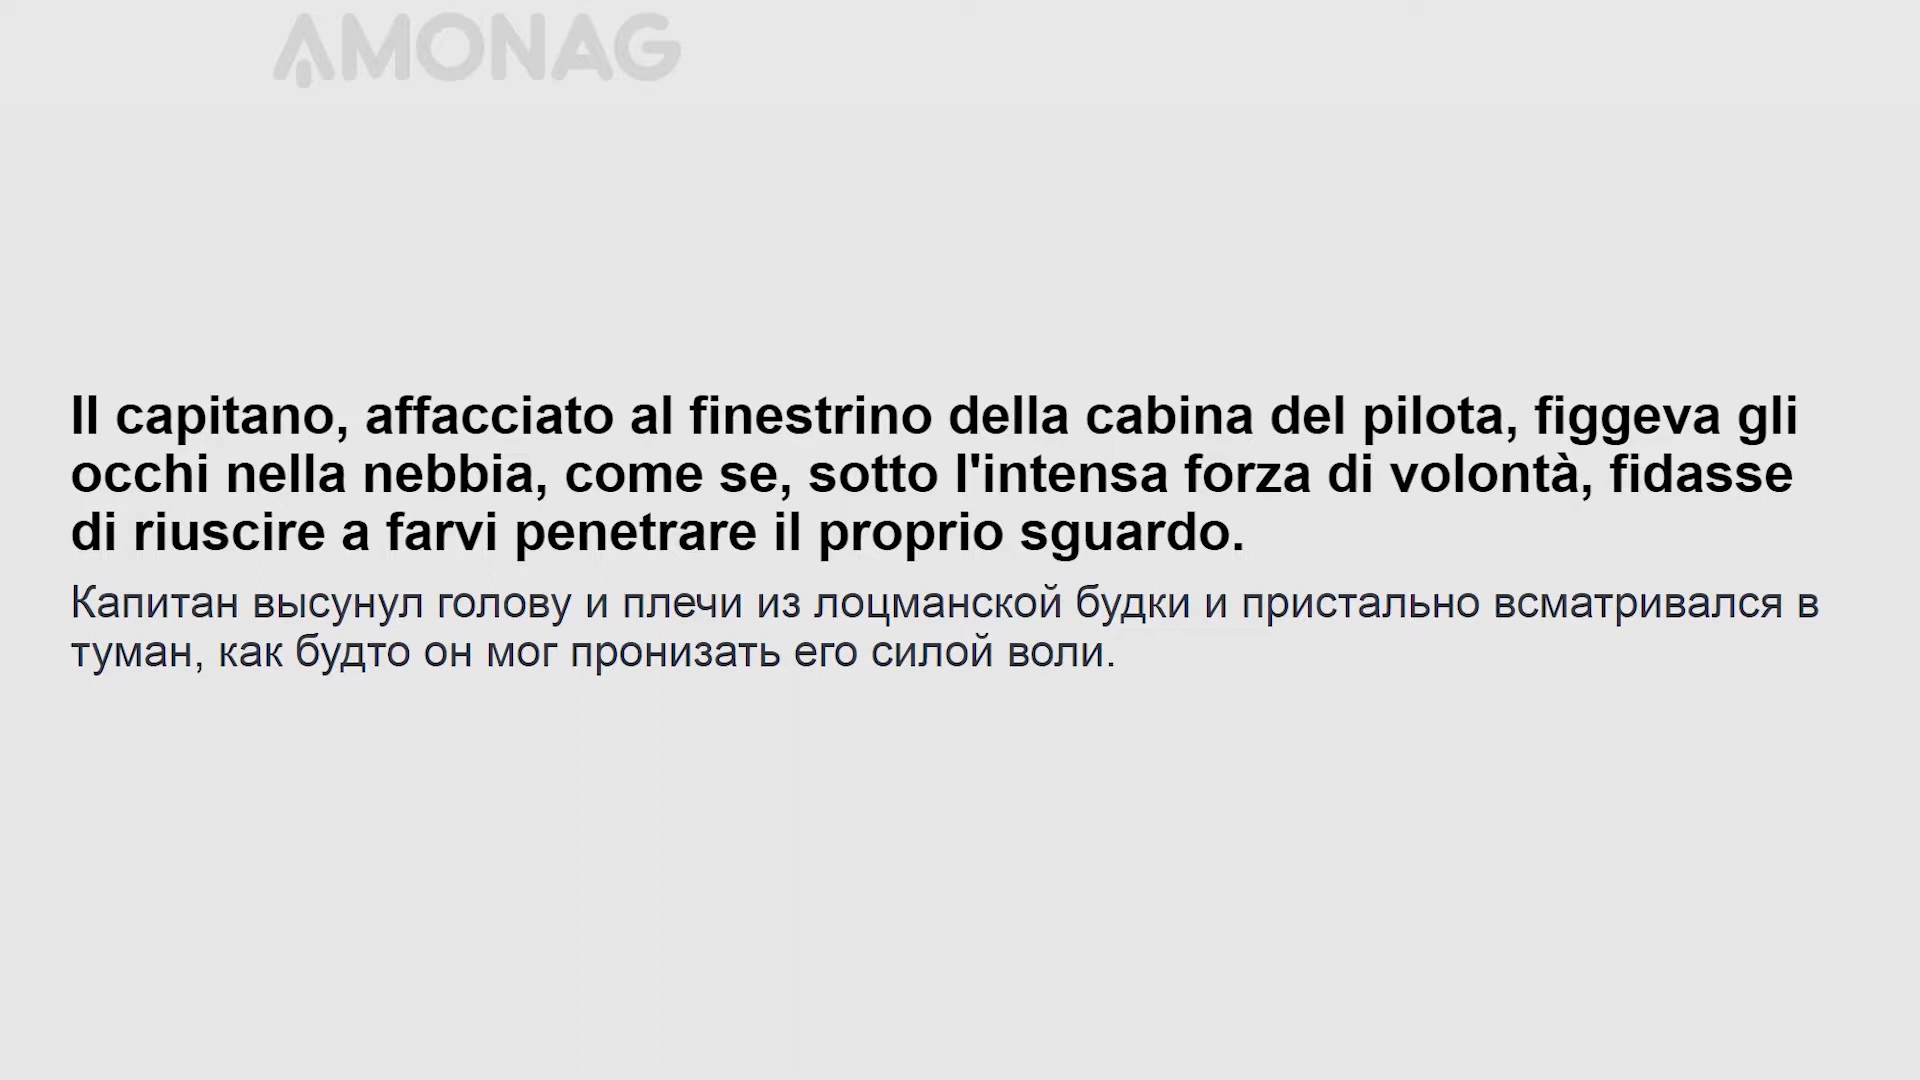 AMONAG
Il capitano, affacciato al finestrino della cabina del pilota, figgeva gli
occhi nella nebbia, come se, sotto l'intensa forza di volontà, fidasse
di riuscire a farvi penetrare il proprio sguardo.
Капитан высунул голову и плечи из лоцманской будки и пристально всматривался в
туман, как будто он мог пронизать его силой воли.